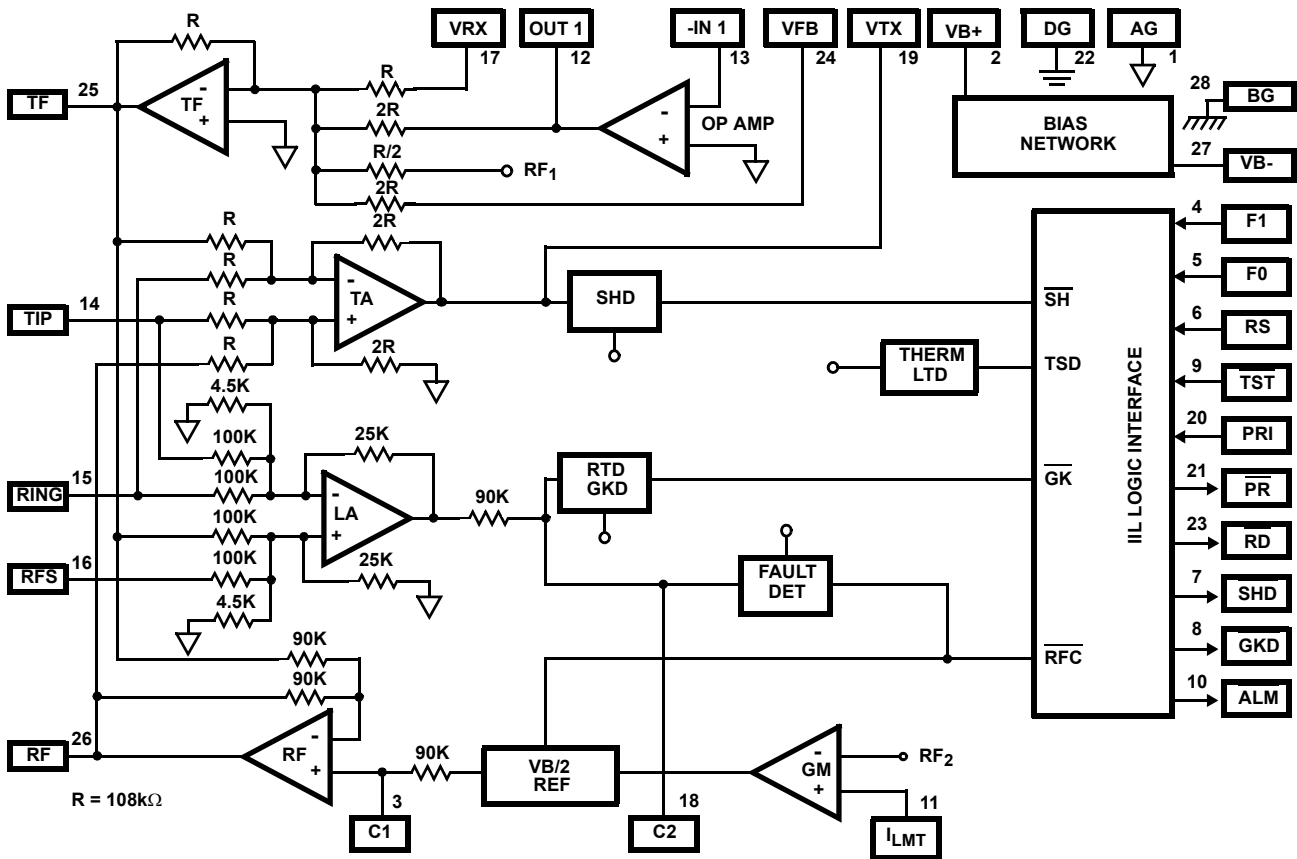 R
VRX
OUT 1
-IN 1
VFB
VTX
VB+
DG
AG
17
12
13
24
19
2
22
1
TF
25
TF
-
+
R
2R
R/2
2R
RF1
-
+
OP AMP
BIAS
NETWORK
28
BG
27
VB-
R
R
R
R
2R
-
TA
+
2R
TIP
14
SHD
SH
THERM
LTD
TSD
IIL LOGIC INTERFACE
4
F1
5
F0
6
RS
9
TST
20
PRI
21
PR
23
RD
7
SHD
8
GKD
10
ALM
4.5K
100K
100K
100K
100K
4.5K
25K
-
LA
+
25K
RING
15
RFS
16
90K
RTD
GKD
GK
FAULT
DET
RFC
90K
90K
RF
26
RF
-
+
90K
VB/2
REF
-
GM
+
RF2
R = 108kΩ
3
C1
18
C2
11
ILMT